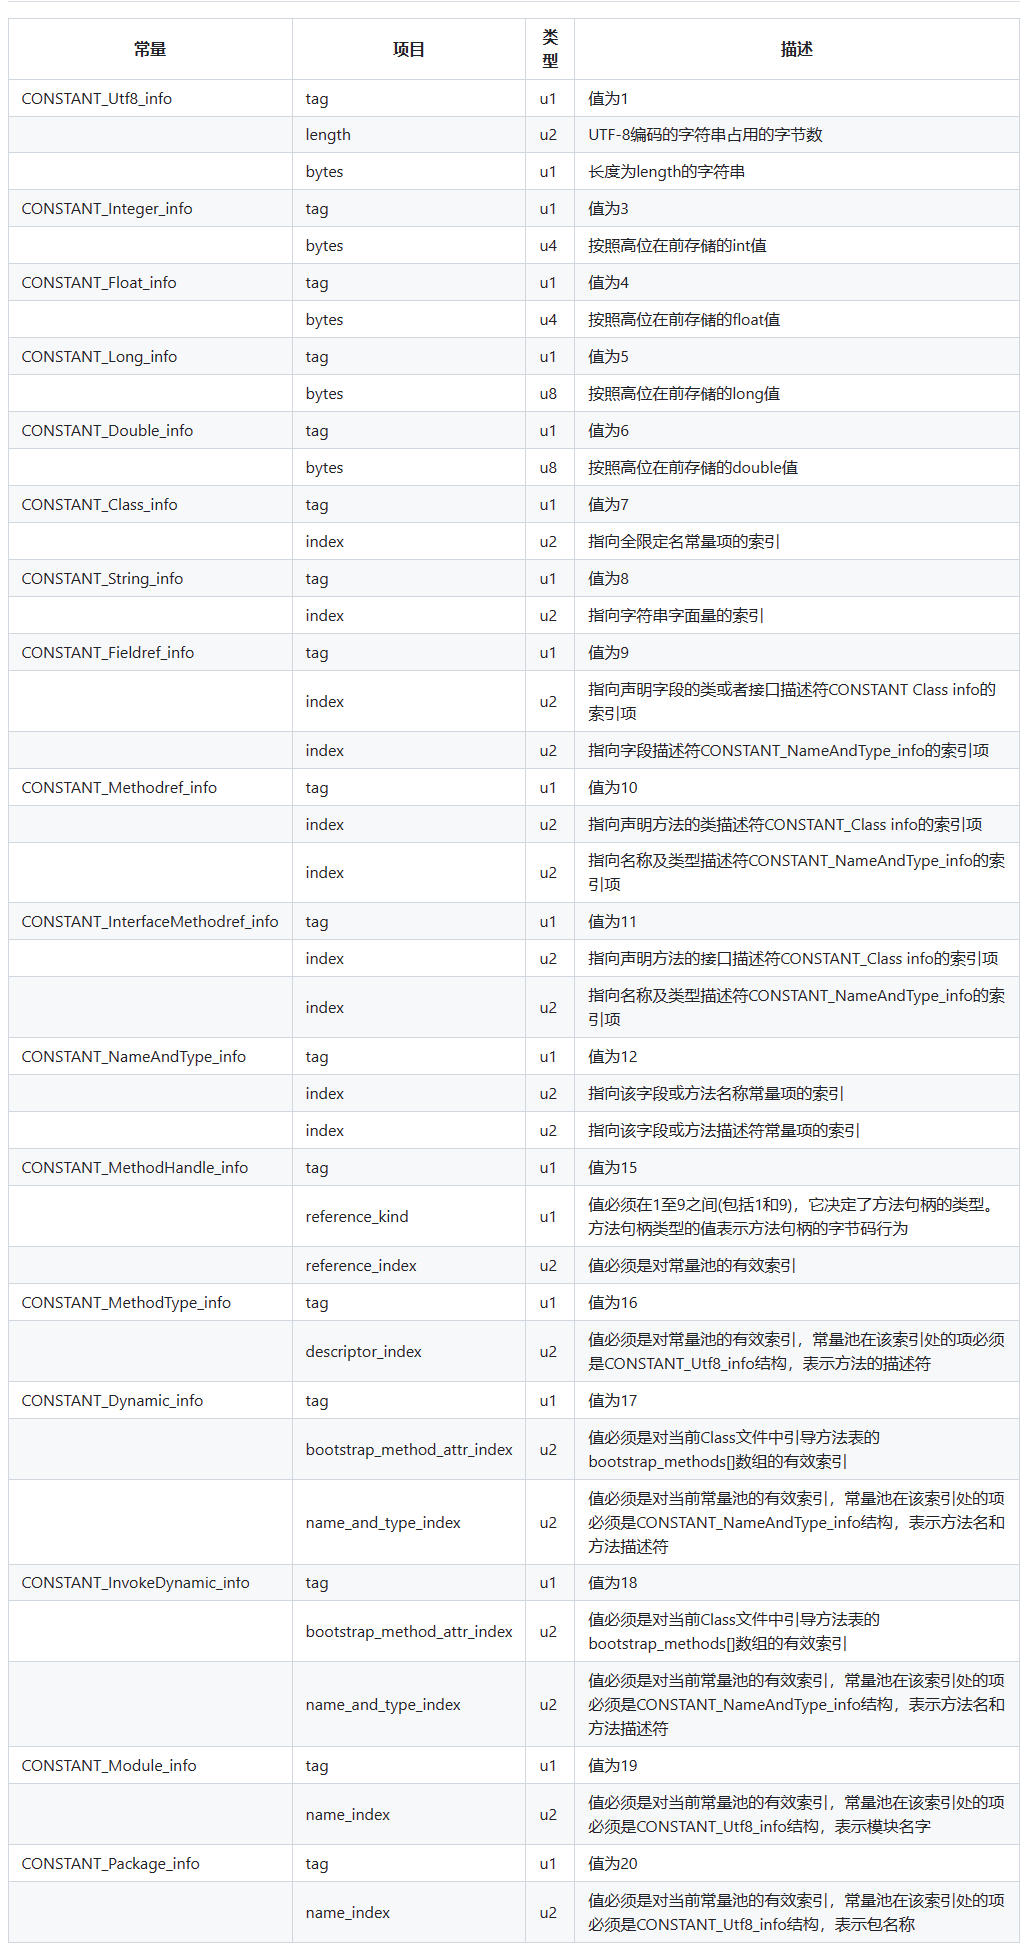 常量 项目 类型 描述
CONSTANT_Utf8_info tag u1 值为1
length u2 UTF-8编码的字符串占用的字节数
bytes u1 长度为length的字符串
CONSTANT_Integer_info tag u1 值为3
bytes u4 按照高位在前存储的int值
CONSTANT_Float_info tag u1 值为4
bytes u4 按照高位在前存储的float值
CONSTANT_Long_info tag u1 值为5
bytes u8 按照高位在前存储的long值
CONSTANT_Double_info tag u1 值为6
bytes u8 按照高位在前存储的double值
CONSTANT_Class_info tag u1 值为7
index u2 指向全限定名常量项的索引
CONSTANT_String_info tag u1 值为8
index u2 指向字符串字面量的索引
CONSTANT_Fieldref_info tag u1 值为9
index u2 指向声明字段的类或者接口描述符CONSTANT Class info的
索引项
index u2 指向字段描述符CONSTANT_NameAndType_info的索引项
CONSTANT_Methodref_info tag u1 值为10
index u2 指向声明方法的类描述符CONSTANT_Class info的索引项
index u2 指向名称及类型描述符CONSTANT_NameAndType_info的索
引项
CONSTANT_InterfaceMethodref_info tag u1 值为11
index u2 指向声明方法的接口描述符CONSTANT_Class info的索引项
index u2 指向名称及类型描述符CONSTANT_NameAndType_info的索
引项
CONSTANT_NameAndType_info tag u1 值为12
index u2 指向该字段或方法名称常量项的索引
index u2 指向该字段或方法描述符常量项的索引
CONSTANT_MethodHandle_info tag u1 值为15
reference_kind u1 值必须在1至9之间(包括1和9)，它决定了方法句柄的类型。
方法句柄类型的值表示方法句柄的字节码行为
reference_index u2 值必须是对常量池的有效索引
CONSTANT_MethodType_info tag u1 值为16
descriptor_index u2 值必须是对常量池的有效索引，常量池在该索引处的项必须
是CONSTANT_Utf8_info结构，表示方法的描述符
CONSTANT_Dynamic_info tag u1 值为17
bootstrap_method_attr_index u2 值必须是对当前Class文件中引导方法表的
bootstrap_methods[]数组的有效索引
name_and_type_index u2 值必须是对当前常量池的有效索引，常量池在该索引处的项
必须是CONSTANT_NameAndType_info结构，表示方法名和
方法描述符
CONSTANT_InvokeDynamic_info tag u1 值为18
bootstrap_method_attr_index u2 值必须是对当前Class文件中引导方法表的
bootstrap_methods[]数组的有效索引
name_and_type_index u2 值必须是对当前常量池的有效索引，常量池在该索引处的项
必须是CONSTANT_NameAndType_info结构，表示方法名和
方法描述符
CONSTANT_Module_info tag u1 值为19
name_index u2 值必须是对当前常量池的有效索引，常量池在该索引处的项
必须是CONSTANT_Utf8_info结构，表示模块名字
CONSTANT_Package_info tag u1 值为20
name_index u2 值必须是对当前常量池的有效索引，常量池在该索引处的项
必须是CONSTANT_Utf8_info结构，表示包名称